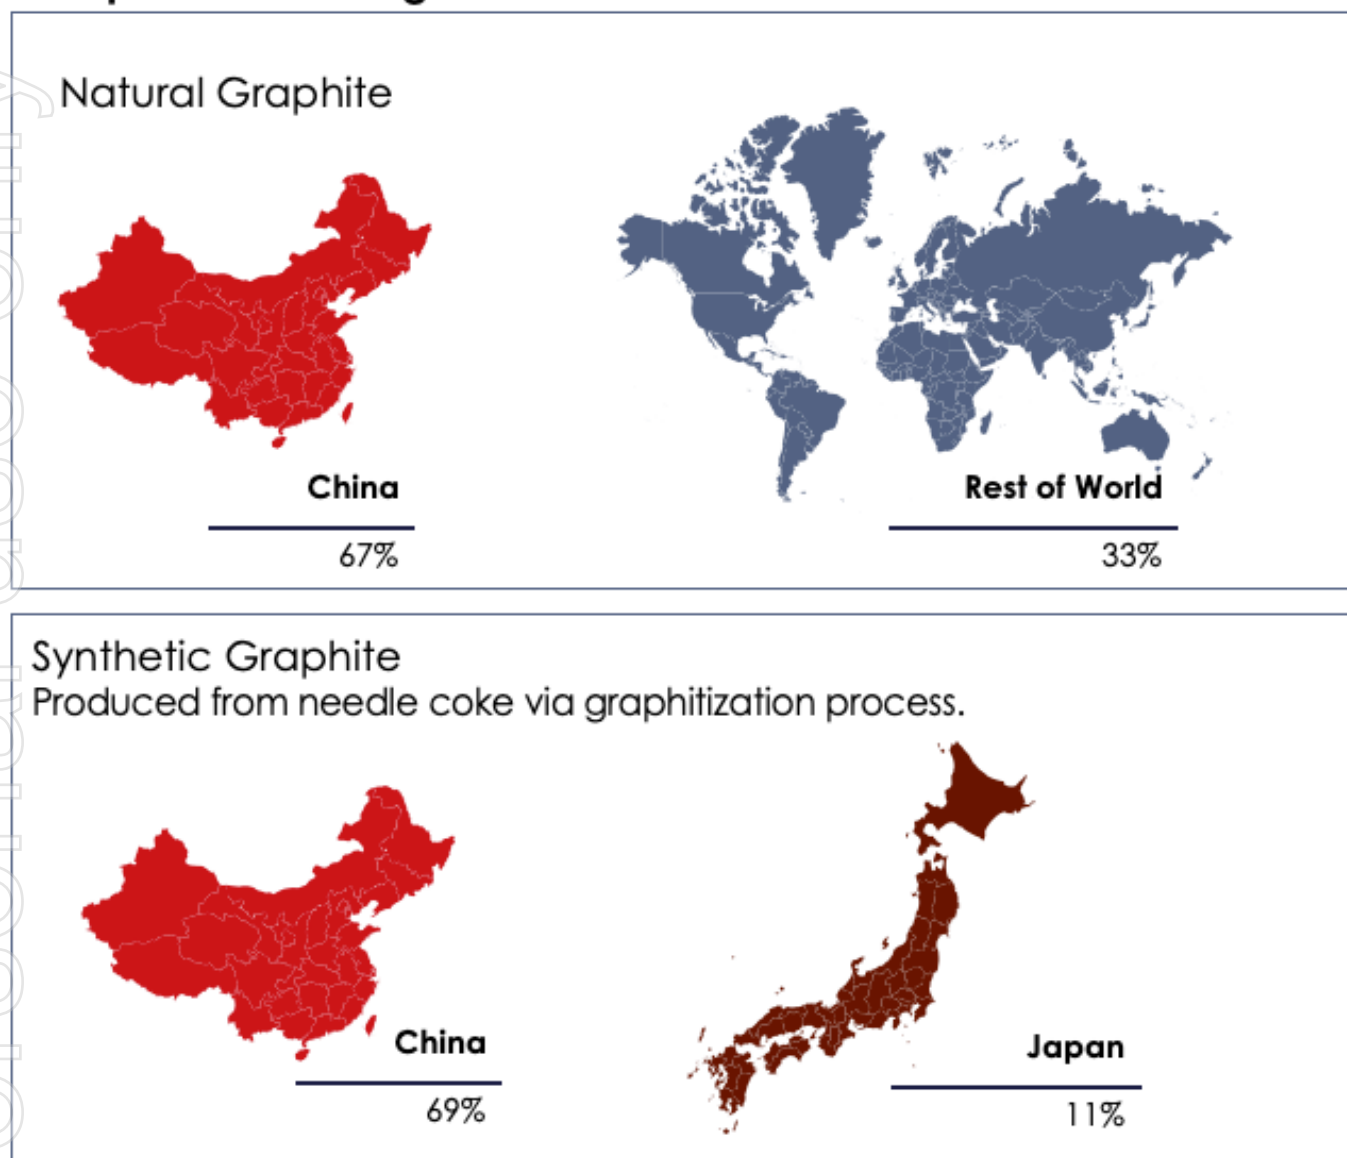 Natural Graphite
China
67%
Rest of World
33%
Synthetic Graphite
Produced from needle coke via graphitization process.
China
69%
Japan
11%